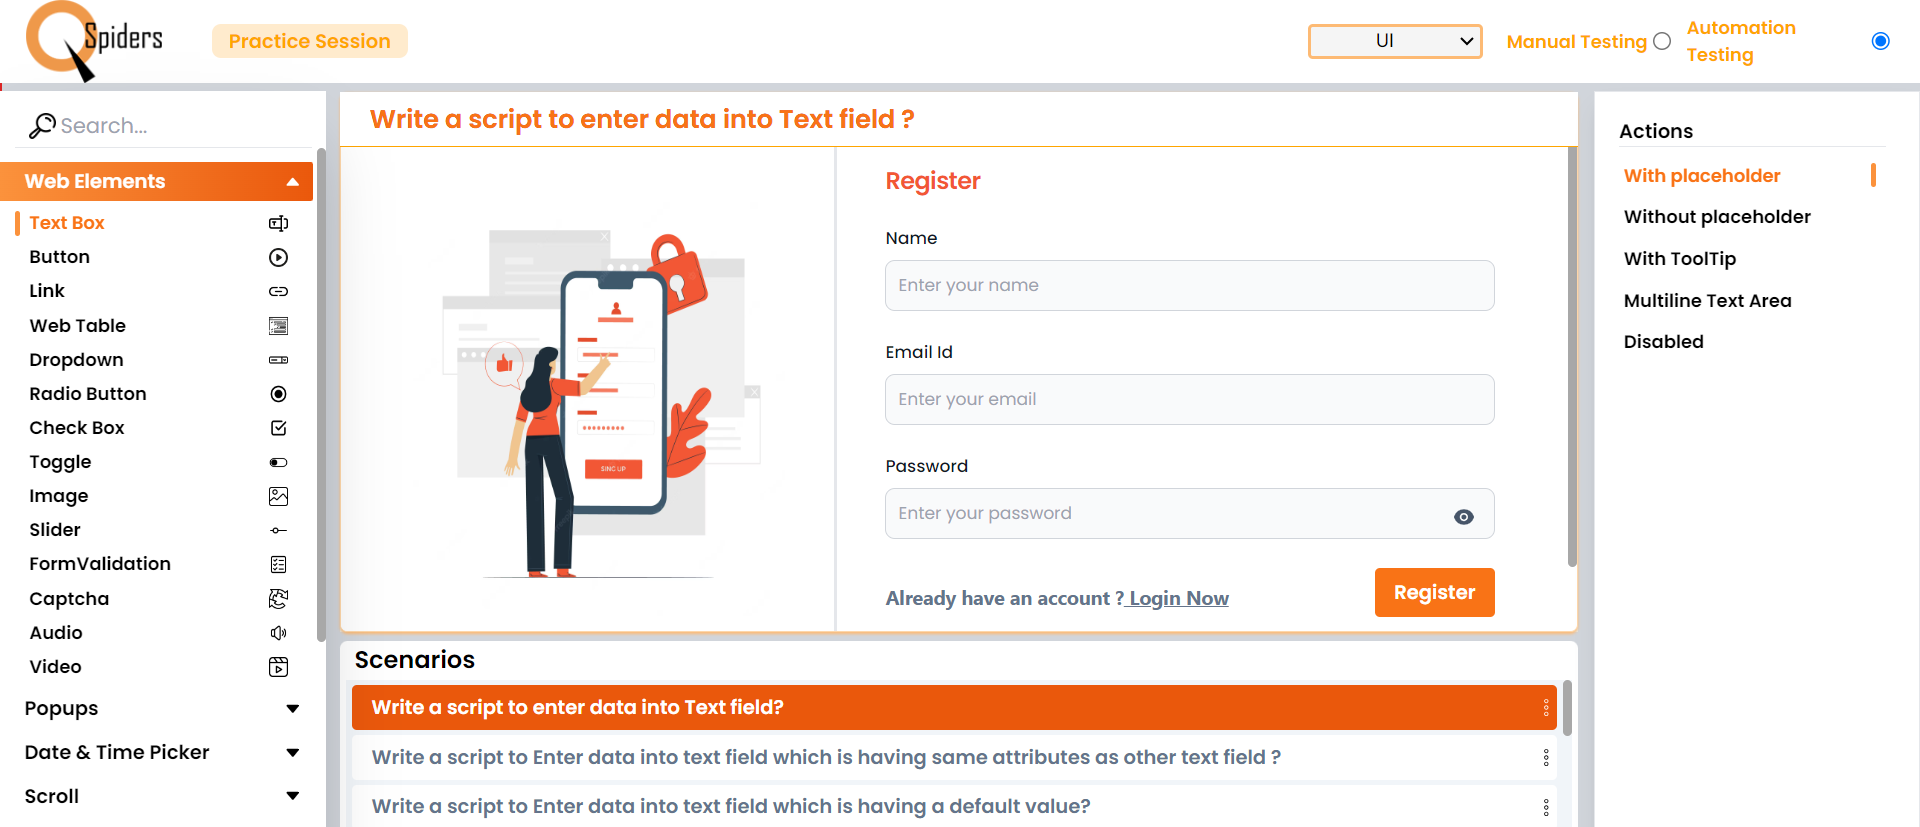 Spiders
Practice Session
UI
Manual Testing
Automation
Testing
Search...
Web Elements
Text Box
Button
Link
Web Table
Dropdown
Radio Button
Check Box
Toggle
Image
Slider
FormValidation
Captcha
Audio
Video
Popups
Date & Time Picker
Scroll
Write a script to enter data into Text field ?
SING UP
Register
Name
Enter your name
Email Id
Enter your email
Password
Enter your password
Already have an account ? Login Now
Register
Scenarios
Write a script to enter data into Text field?
Write a script to Enter data into text field which is having same attributes as other text field ?
Write a script to Enter data into text field which is having a default value?
Actions
With placeholder
Without placeholder
With ToolTip
Multiline Text Area
Disabled